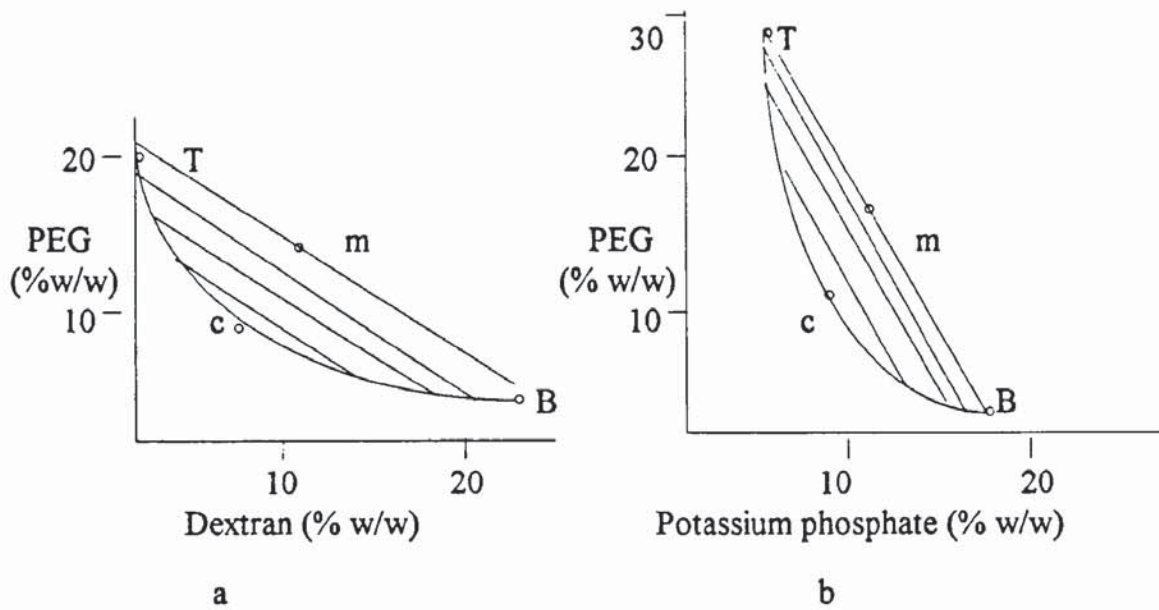 20
T
PEG
(%w/w)
m
10
c
B
10
20
Dextran (% w/w)
a
30
T
20
PEG
(% w/w)
m
10
c
B
10
20
Potassium phosphate (% w/w)
b